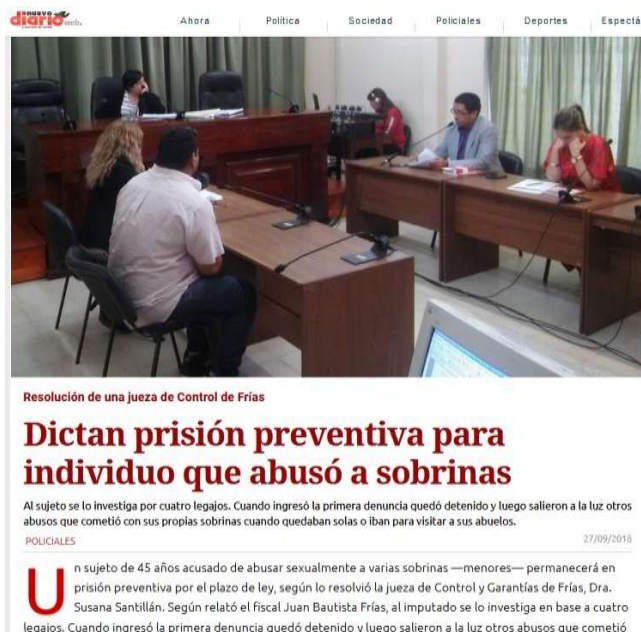 nuevo
diario web.
Ahora Política Sociedad Policiales Deportes Espectá
Resolución de una jueza de Control de Frías
Dictan prisión preventiva para
individuo que abusó a sobrinas
Al sujeto se lo investiga por cuatro legajos. Cuando ingresó la primera denuncia quedó detenido y luego salieron a la luz otros
abusos que cometió con sus propias sobrinas cuando quedaban solas o iban para visitar a sus abuelos.
POLICIALES 27/09/2018
Un sujeto de 45 años acusado de abusar sexualmente a varias sobrinas —menores— permanecerá en
prisión preventiva por el plazo de ley, según lo resolvió la jueza de Control y Garantías de Frías, Dra.
Susana Santillán. Según relató el fiscal Juan Bautista Frías, al imputado se lo investiga en base a cuatro
legajos. Cuando ingresó la primera denuncia quedó detenido y luego salieron a la luz otros abusos que cometió